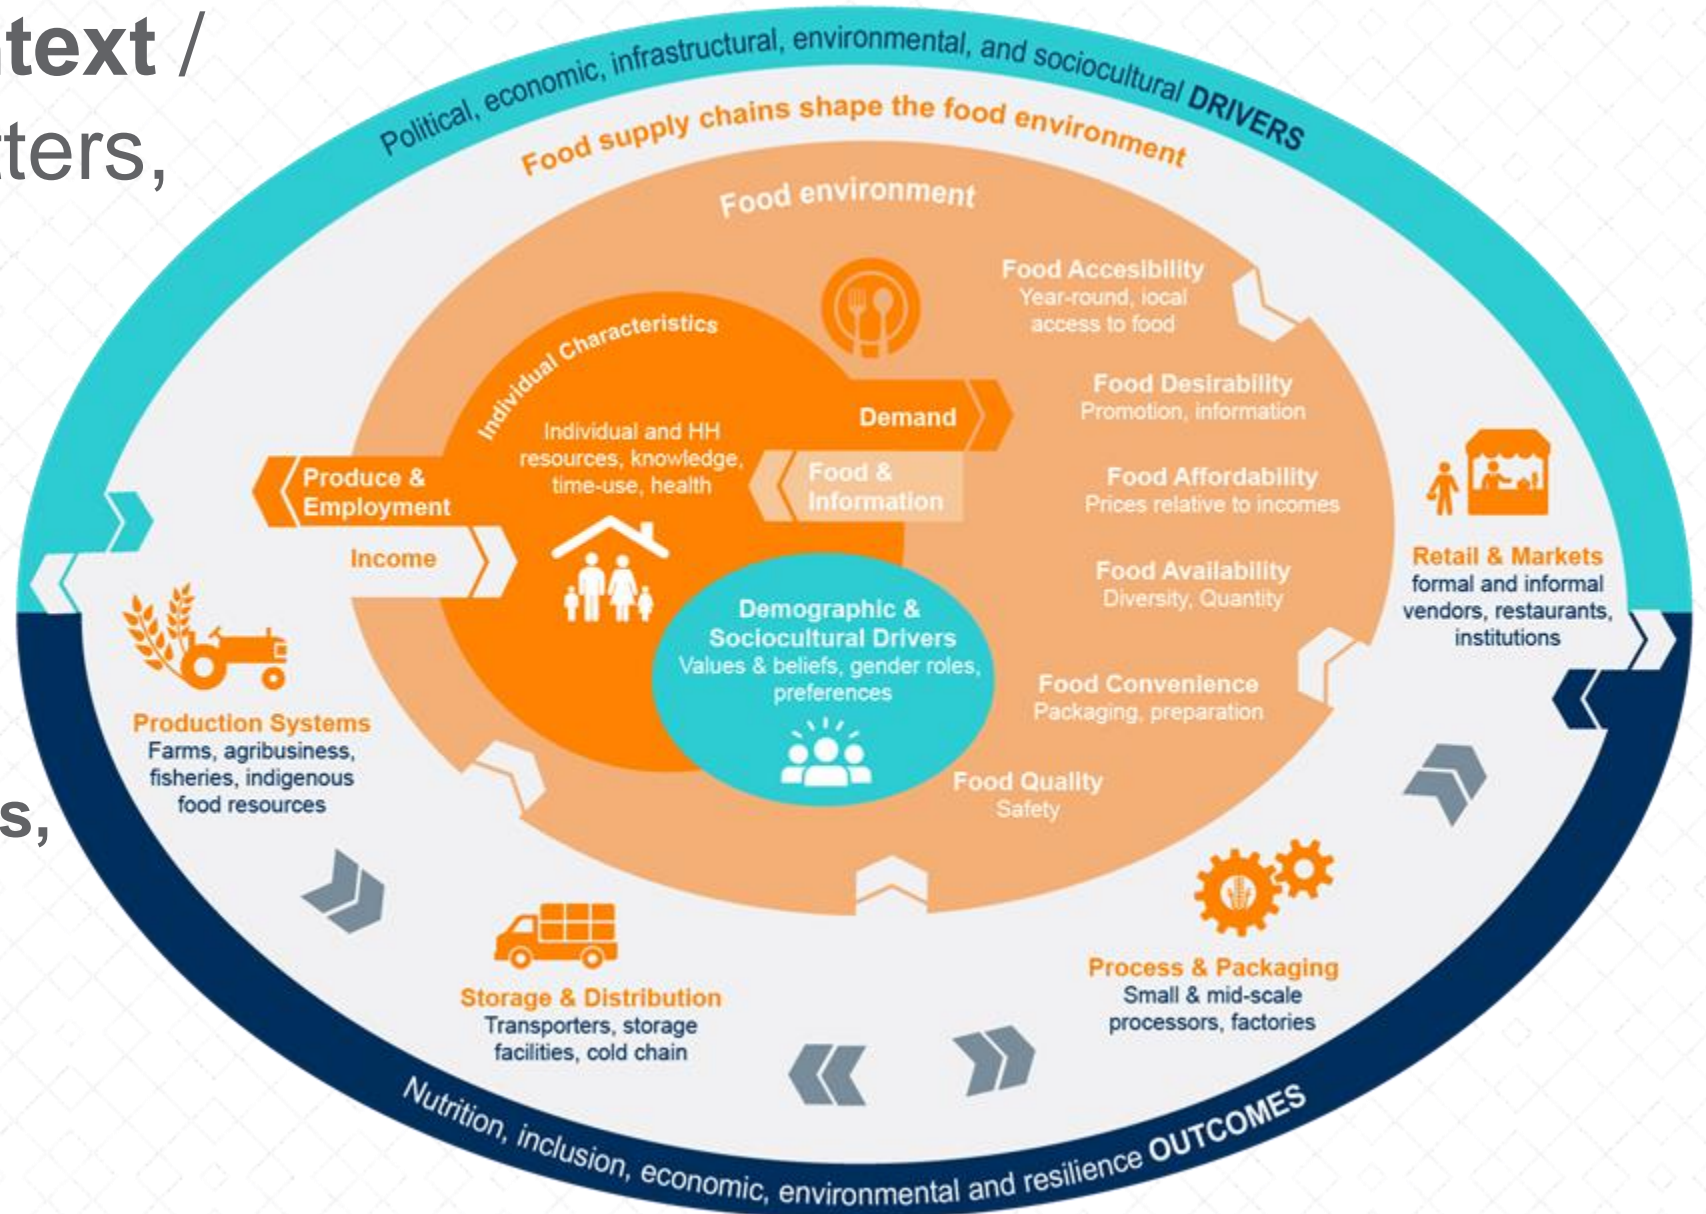 ntext /
tters,
s,
Political, economic, infrastructural, environmental, and sociocultural DRIVERS
Food supply chains shape the food environment
Food environment
Food Accesibility
Year-round, local
access to food
Individual Characteristics
Food Desirability
Promotion, information
Demand
Individual and HH
resources, knowledge,
time-use, health
Food &
Information
Produce &
Employment
Income
Food Affordability
Prices relative to incomes
Food Availability
Diversity, Quantity
Retail & Markets
formal and informal
vendors, restaurants,
institutions
Demographic &
Sociocultural Drivers
Values & beliefs, gender roles,
preferences
Food Convenience
Packaging, preparation
Food Quality
Safety
Production Systems
Farms, agribusiness,
fisheries, indigenous
food resources
Storage & Distribution
Transporters, storage
facilities, cold chain
Process & Packaging
Small & mid-scale
processors, factories
Nutrition, inclusion, economic, environmental and resilience OUTCOMES